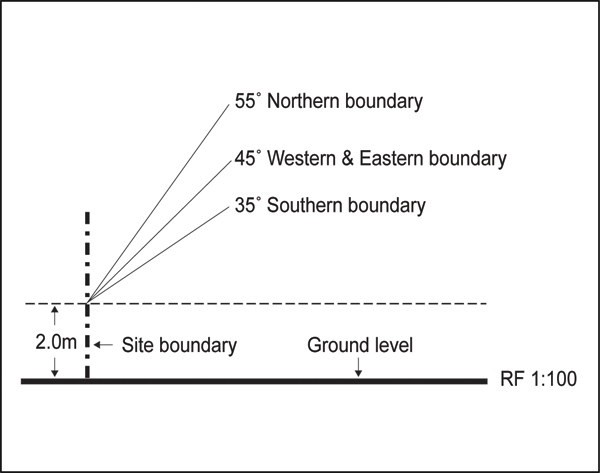 55° Northern boundary
45° Western & Eastern boundary
35° Southern boundary
2.0m
Site boundary
Ground level
RF 1:100